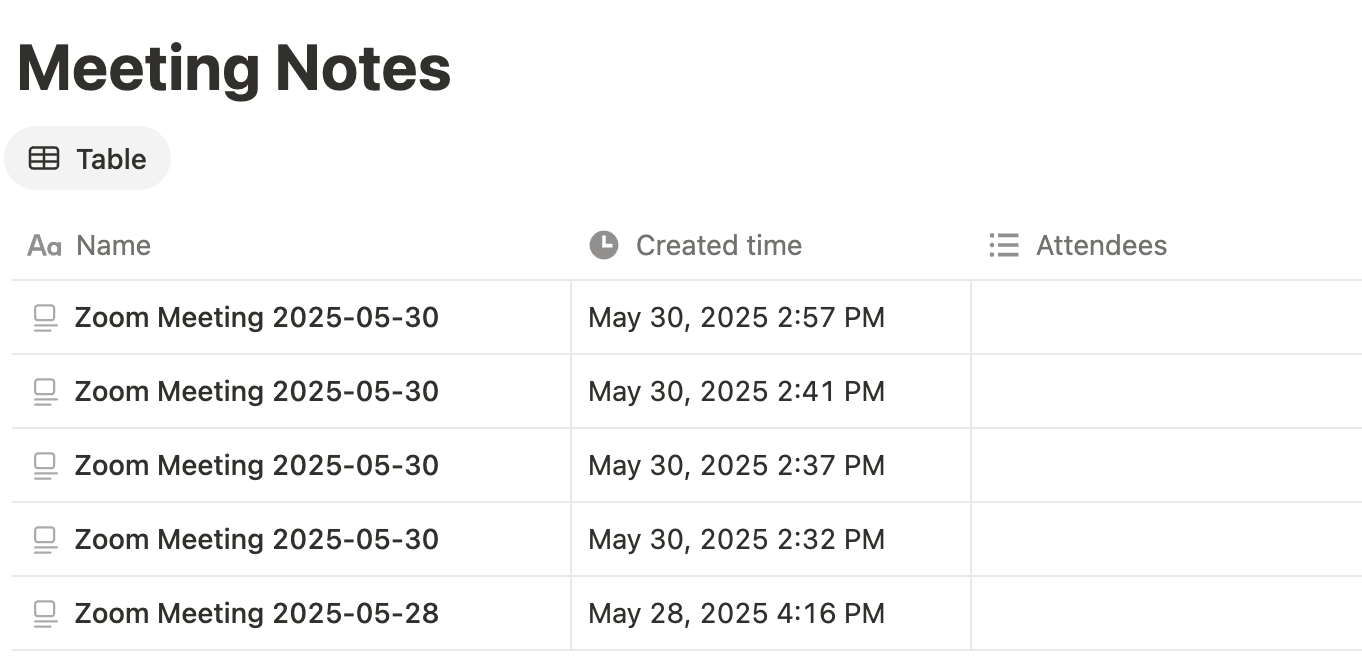 Meeting Notes
Table
Aa Name Created time Attendees
Zoom Meeting 2025-05-30 May 30, 2025 2:57 PM
Zoom Meeting 2025-05-30 May 30, 2025 2:41 PM
Zoom Meeting 2025-05-30 May 30, 2025 2:37 PM
Zoom Meeting 2025-05-30 May 30, 2025 2:32 PM
Zoom Meeting 2025-05-28 May 28, 2025 4:16 PM